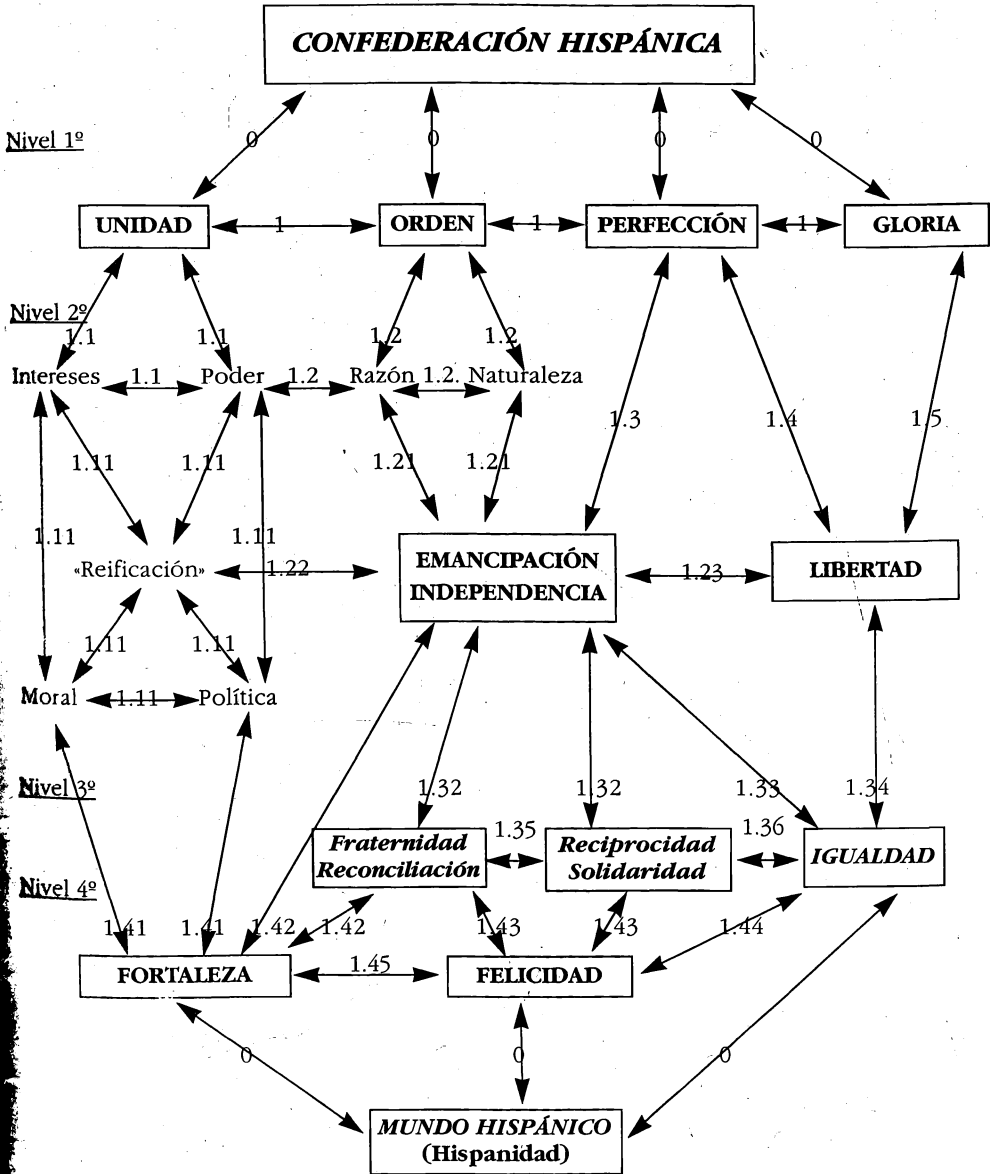 CONFEDERACIÓN HISPÁNICA
Nivel 1º
0 0 0 0
UNIDAD 1 ORDEN 1 PERFECCIÓN 1 GLORIA
Nivel 2º
1.1 1.1 1.2 1.2
Intereses 1.1 Poder 1.2 Razón 1.2. Naturaleza
1.3 1.4 1.5
1.11 1.11 1.21 1.21
1.11 1.11
«Reificación» 1.22 EMANCIPACIÓN
INDEPENDENCIA 1.23 LIBERTAD
1.11 1.11
Moral 1.11 Política
Nivel 3º
1.32 1.32 1.33 1.34
Fraternidad
Reconciliación 1.35 Reciprocidad
Solidaridad 1.36 IGUALDAD
Nivel 4º
1.41 1.41 1.42 1.42 1.43 1.43 1.44
FORTALEZA 1.45 FELICIDAD
0 0 0
MUNDO HISPÁNICO
(Hispanidad)